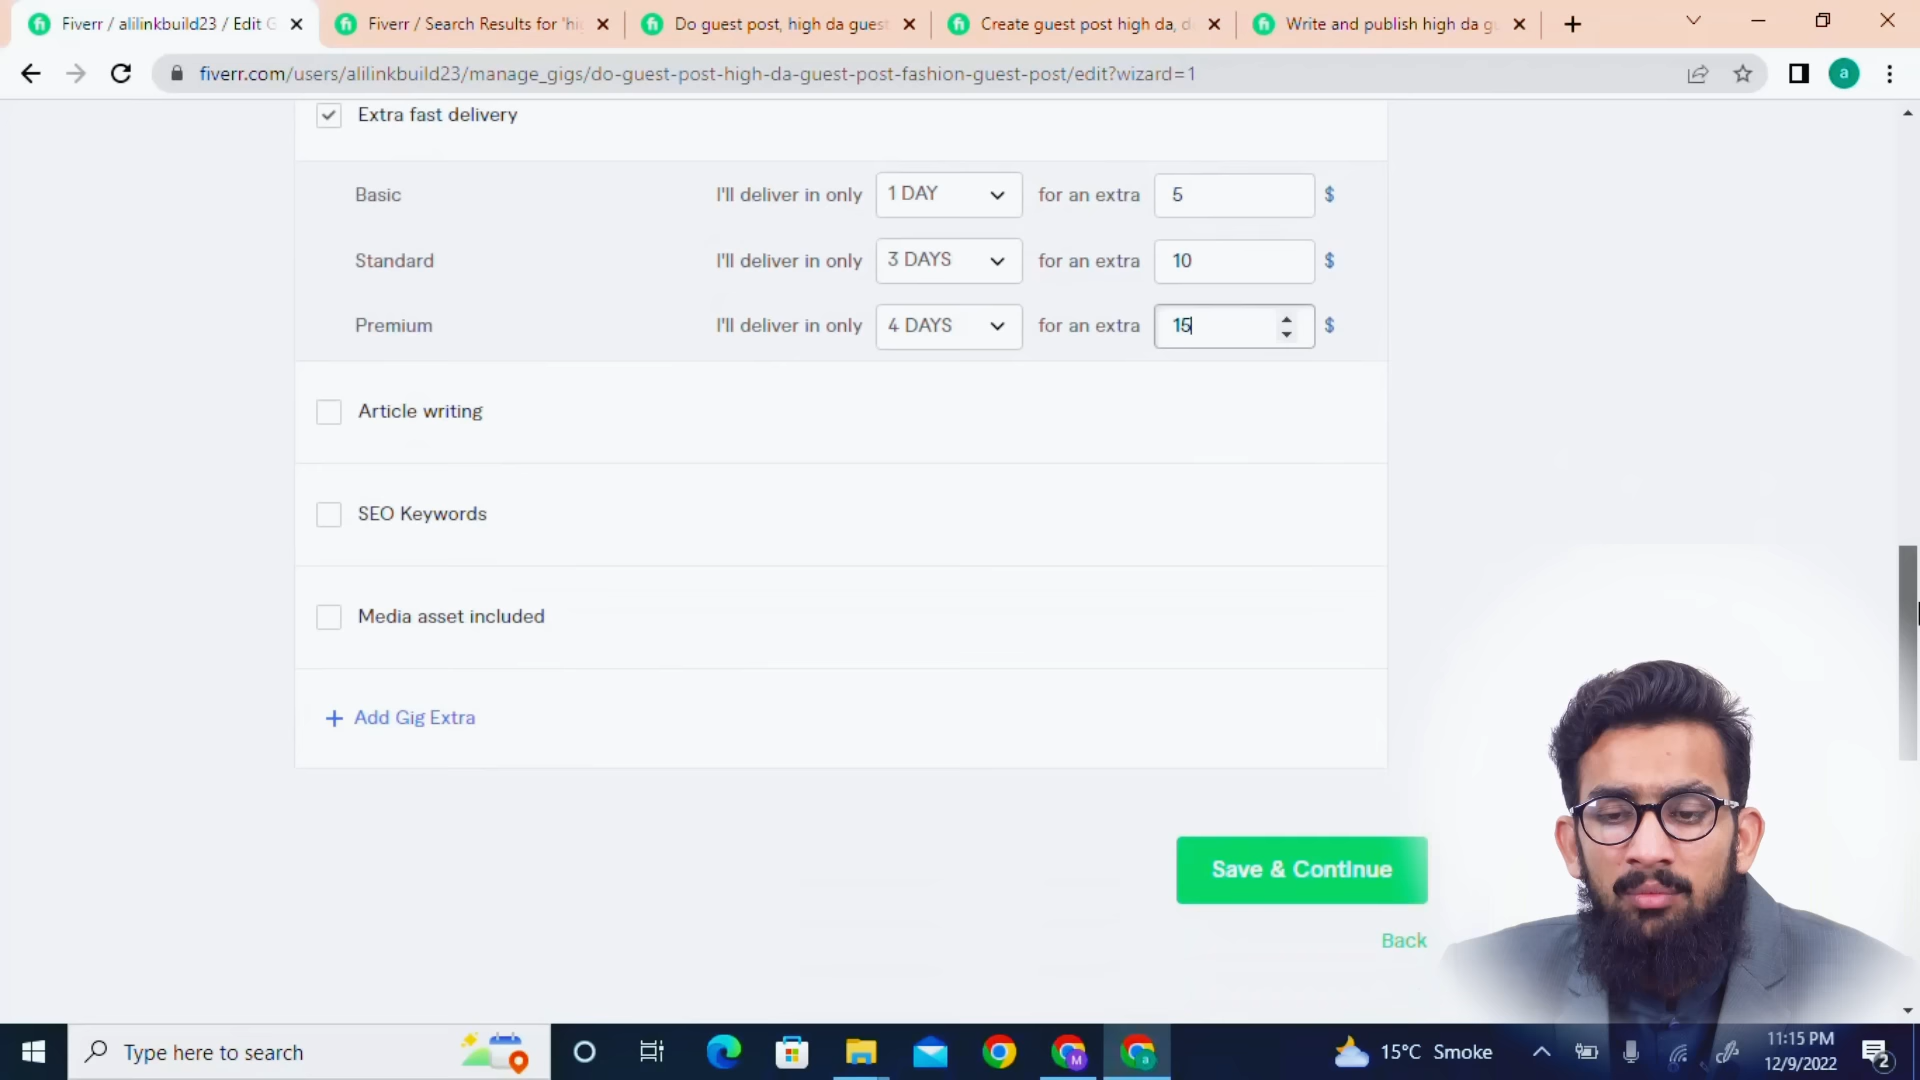 Fiverr / alilinkbuild23 / Edit G
Fiverr / Search Results for 'hi
Do guest post, high da guest
Create guest post high da, d
Write and publish high da g
fiverr.com/users/alilinkbuild23/manage_gigs/do-guest-post-high-da-guest-post-fashion-guest-post/edit?wizard=1
a
Extra fast delivery
Basic I'll deliver in only 1 DAY for an extra 5 $
Standard I'll deliver in only 3 DAYS for an extra 10 $
Premium I'll deliver in only 4 DAYS for an extra 15 $
Article writing
SEO Keywords
Media asset included
+ Add Gig Extra
Save & Continue
Back
Type here to search
M
a
15°C Smoke
11:15 PM
12/9/2022
2